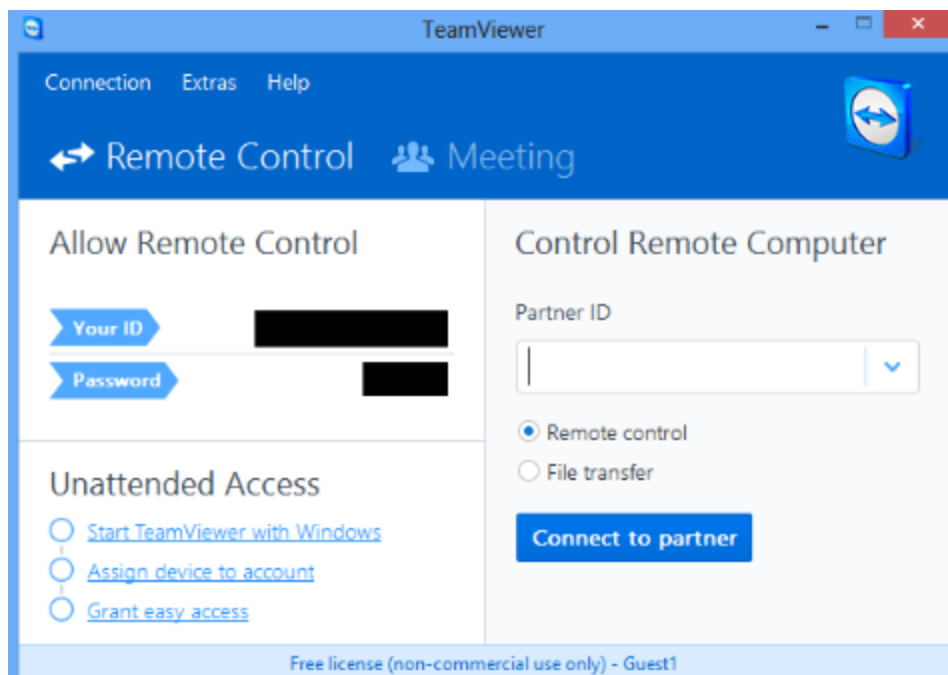 TeamViewer
Connection Extras Help
Remote Control Meeting
Allow Remote Control
Your ID
Password
Unattended Access
Start TeamViewer with Windows
Assign device to account
Grant easy access
Control Remote Computer
Partner ID
Remote control
File transfer
Connect to partner
Free license (non-commercial use only) - Guest1